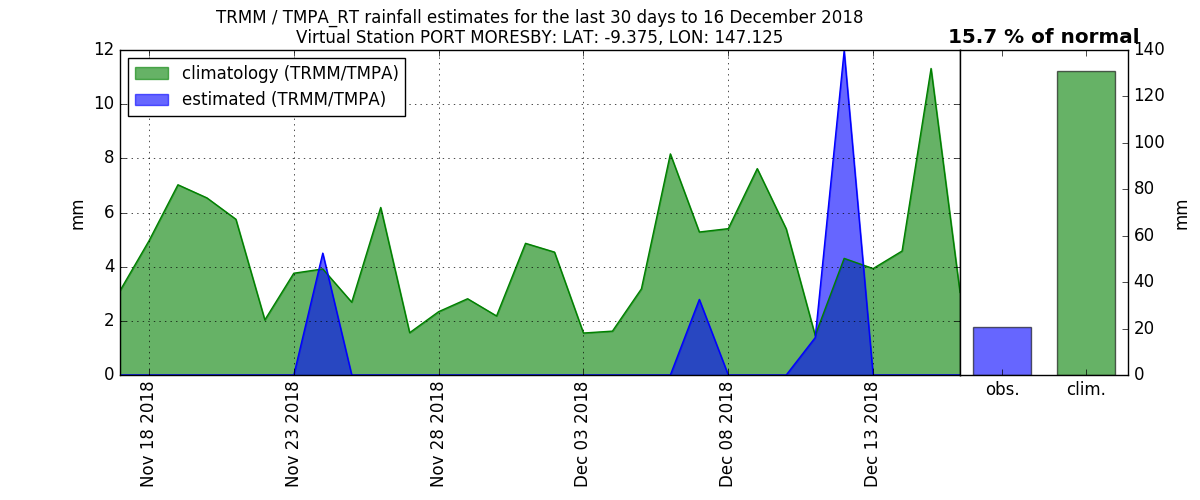 TRMM / TMPA_RT rainfall estimates for the last 30 days to 16 December 2018
Virtual Station PORT MORESBY: LAT: -9.375, LON: 147.125
15.7 % of normal
climatology (TRMM/TMPA)
estimated (TRMM/TMPA)
12
10
8
6
4
2
0
mm
140
120
100
80
60
40
20
0
mm
obs.
clim.
Nov 18 2018
Nov 23 2018
Nov 28 2018
Dec 03 2018
Dec 08 2018
Dec 13 2018